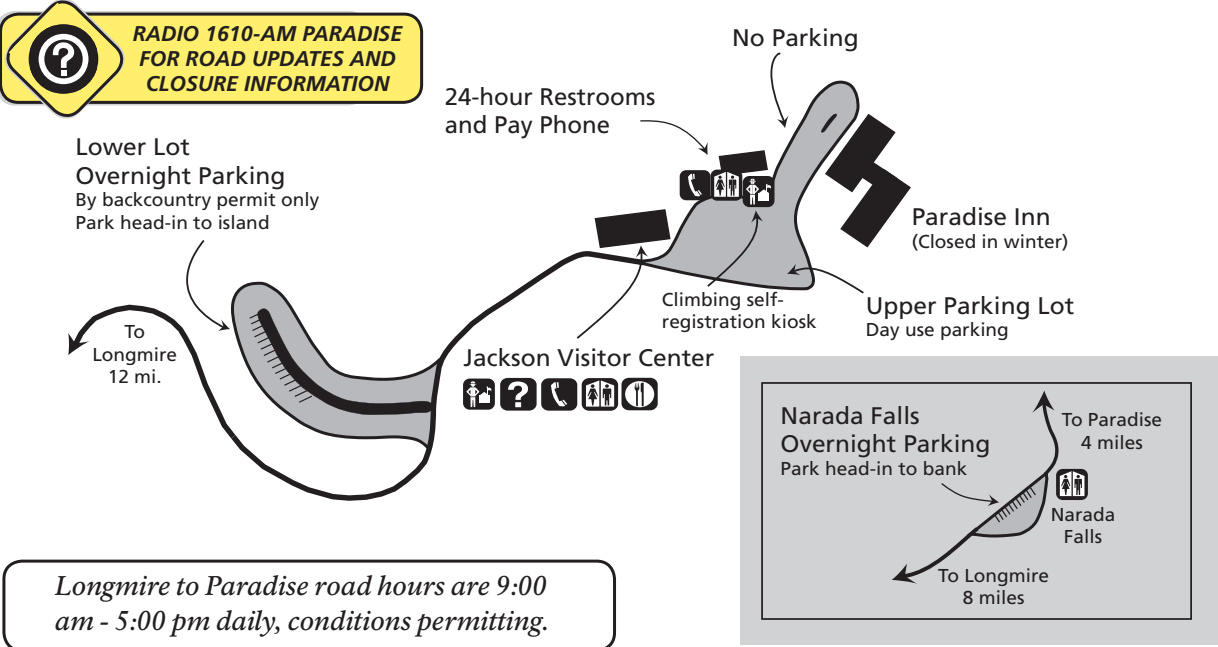 RADIO 1610-AM PARADISE
FOR ROAD UPDATES AND
CLOSURE INFORMATION
No Parking
24-hour Restrooms
and Pay Phone
Lower Lot
Overnight Parking
By backcountry permit only
Park head-in to island
Paradise Inn
(Closed in winter)
Climbing self-
registration kiosk
Upper Parking Lot
Day use parking
To
Longmire
12 mi.
Jackson Visitor Center
Narada Falls
Overnight Parking
Park head-in to bank
To Paradise
4 miles
Narada
Falls
To Longmire
8 miles
Longmire to Paradise road hours are 9:00
am - 5:00 pm daily, conditions permitting.